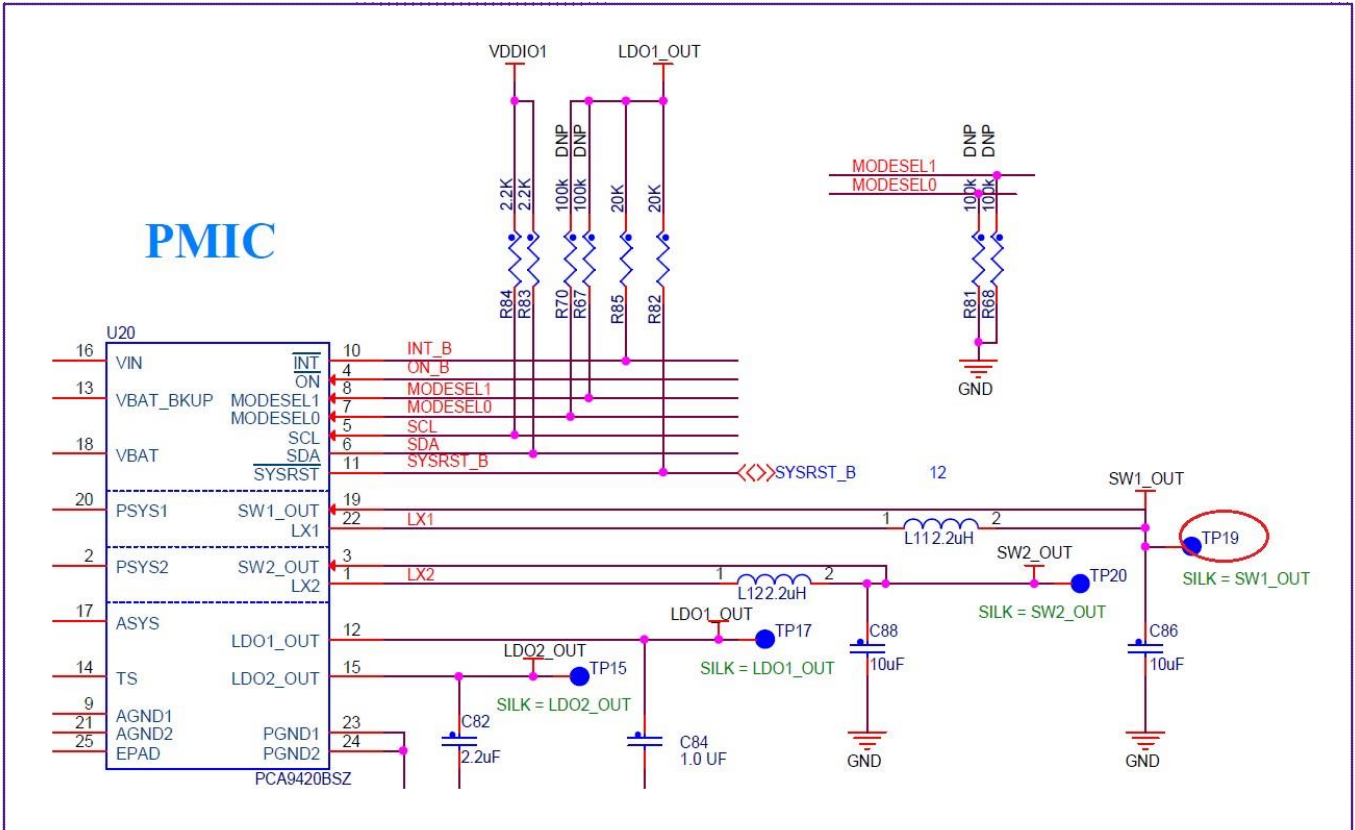 VDDIO1
LDO1_OUT
DNP
DNP
2.2K
2.2K
100k
100k
20K
20K
R84
R83
R70
R67
R85
R82
MODESEL1
MODESEL0
DNP
DNP
100k
100k
R81
R68
GND
PMIC
U20
16 VIN
13 VBAT_BKUP
18 VBAT
20 PSYS1
2 PSYS2
17 ASYS
14 TS
9 AGND1
21 AGND2
25 EPAD
INT 10 INT_B
ON 4 ON_B
MODESEL1 8 MODESEL1
MODESEL0 7 MODESEL0
SCL 5 SCL
SDA 6 SDA
SYSRST 11 SYSRST_B
SYSRST_B 12
SW1_OUT 19
LX1 22 LX1
1 L11 2.2uH 2
SW1_OUT
TP19
SILK = SW1_OUT
SW2_OUT 3
LX2 1 LX2
1 L12 2.2uH 2
SW2_OUT
TP20
SILK = SW2_OUT
LDO1_OUT 12
LDO1_OUT
TP17
SILK = LDO1_OUT
LDO2_OUT 15
LDO2_OUT
TP15
SILK = LDO2_OUT
PGND1 23
PGND2 24
PCA9420BSZ
C82
2.2uF
C84
1.0 UF
C88
10uF
GND
C86
10uF
GND